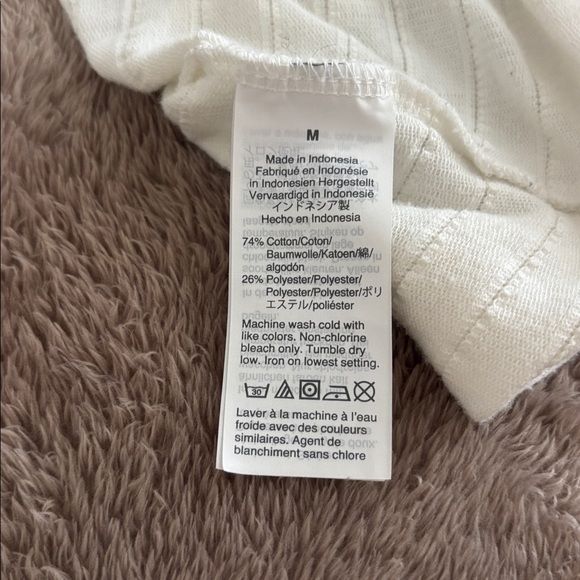 M
Made in Indonesia
Fabriqué en Indonésie
in Indonesien Hergestellt
Vervaardigd in Indonesië
インドネシア製
Hecho en Indonesia
74% Cotton/Coton/
Baumwolle/Katoen/綿/
algodón
26% Polyester/Polyester/
Polyester/Polyester/ポリ
エステル/poliéster
Machine wash cold with
like colors. Non-chlorine
bleach only. Tumble dry
low. Iron on lowest setting.
30
Laver à la machine à l'eau
froide avec des couleurs
similaires. Agent de
blanchiment sans chlore